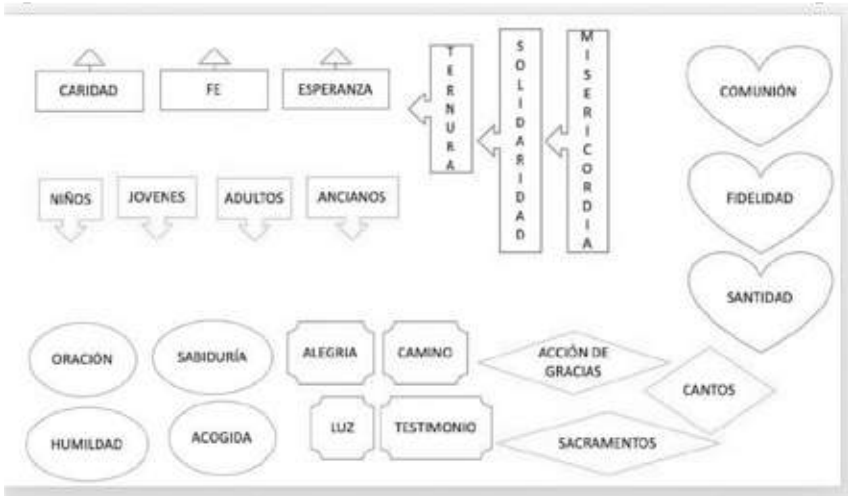 CARIDAD
FE
ESPERANZA
TERNURA
SOLIDARIDAD
MISERICORDIA
COMUNIÓN
NIÑOS
JOVENES
ADULTOS
ANCIANOS
FIDELIDAD
SANTIDAD
ORACIÓN
SABIDURÍA
ALEGRIA
CAMINO
ACCIÓN DE
GRACIAS
CANTOS
HUMILDAD
ACOGIDA
LUZ
TESTIMONIO
SACRAMENTOS